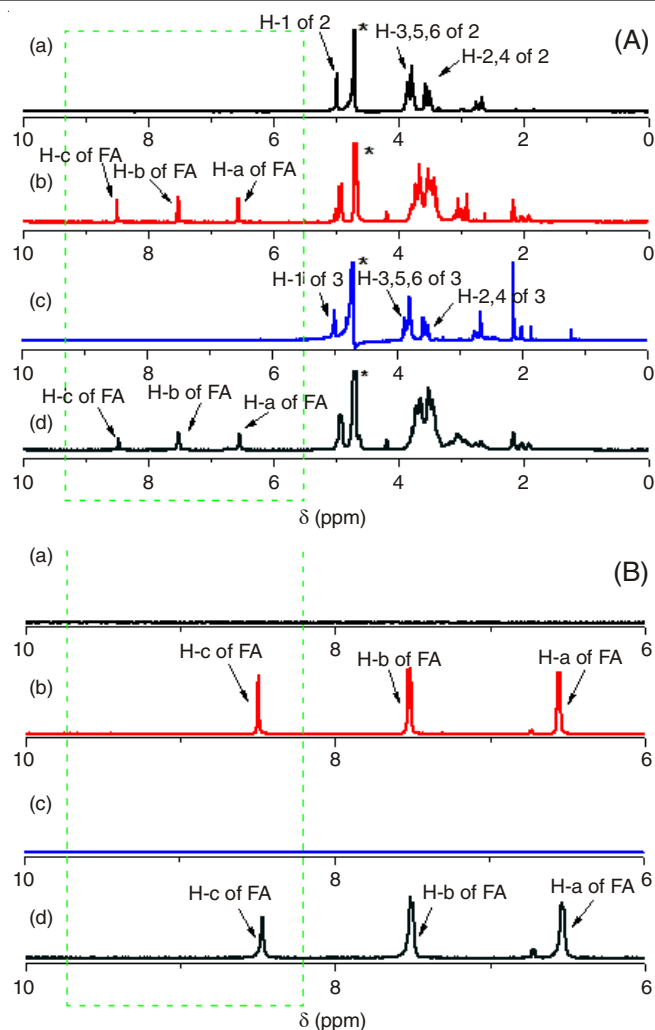 (A)
(a)
H-1 of 2
*
H-3,5,6 of 2
H-2,4 of 2
10 8 6 4 2 0
(b)
H-c of FA
H-b of FA
H-a of FA
*
10 8 6 4 2 0
(c)
H-1 of 3
*
H-3,5,6 of 3
H-2,4 of 3
10 8 6 4 2 0
(d)
H-c of FA
H-b of FA
H-a of FA
*
10 8 6 4 2 0
δ (ppm)
(B)
(a)
10 8 6
(b)
H-c of FA
H-b of FA
H-a of FA
10 8 6
(c)
10 8 6
(d)
H-c of FA
H-b of FA
H-a of FA
10 8 6
δ (ppm)